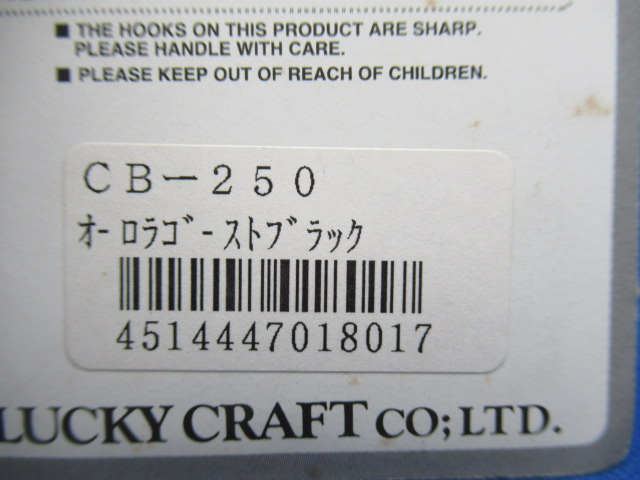 ■ THE HOOKS ON THIS PRODUCT ARE SHARP.
PLEASE HANDLE WITH CARE.
■ PLEASE KEEP OUT OF REACH OF CHILDREN.
CB－250
ｵｰﾛﾗｺﾞｰｽﾄﾌﾞﾗｯｸ
4514447018017
LUCKY CRAFT CO;LTD.